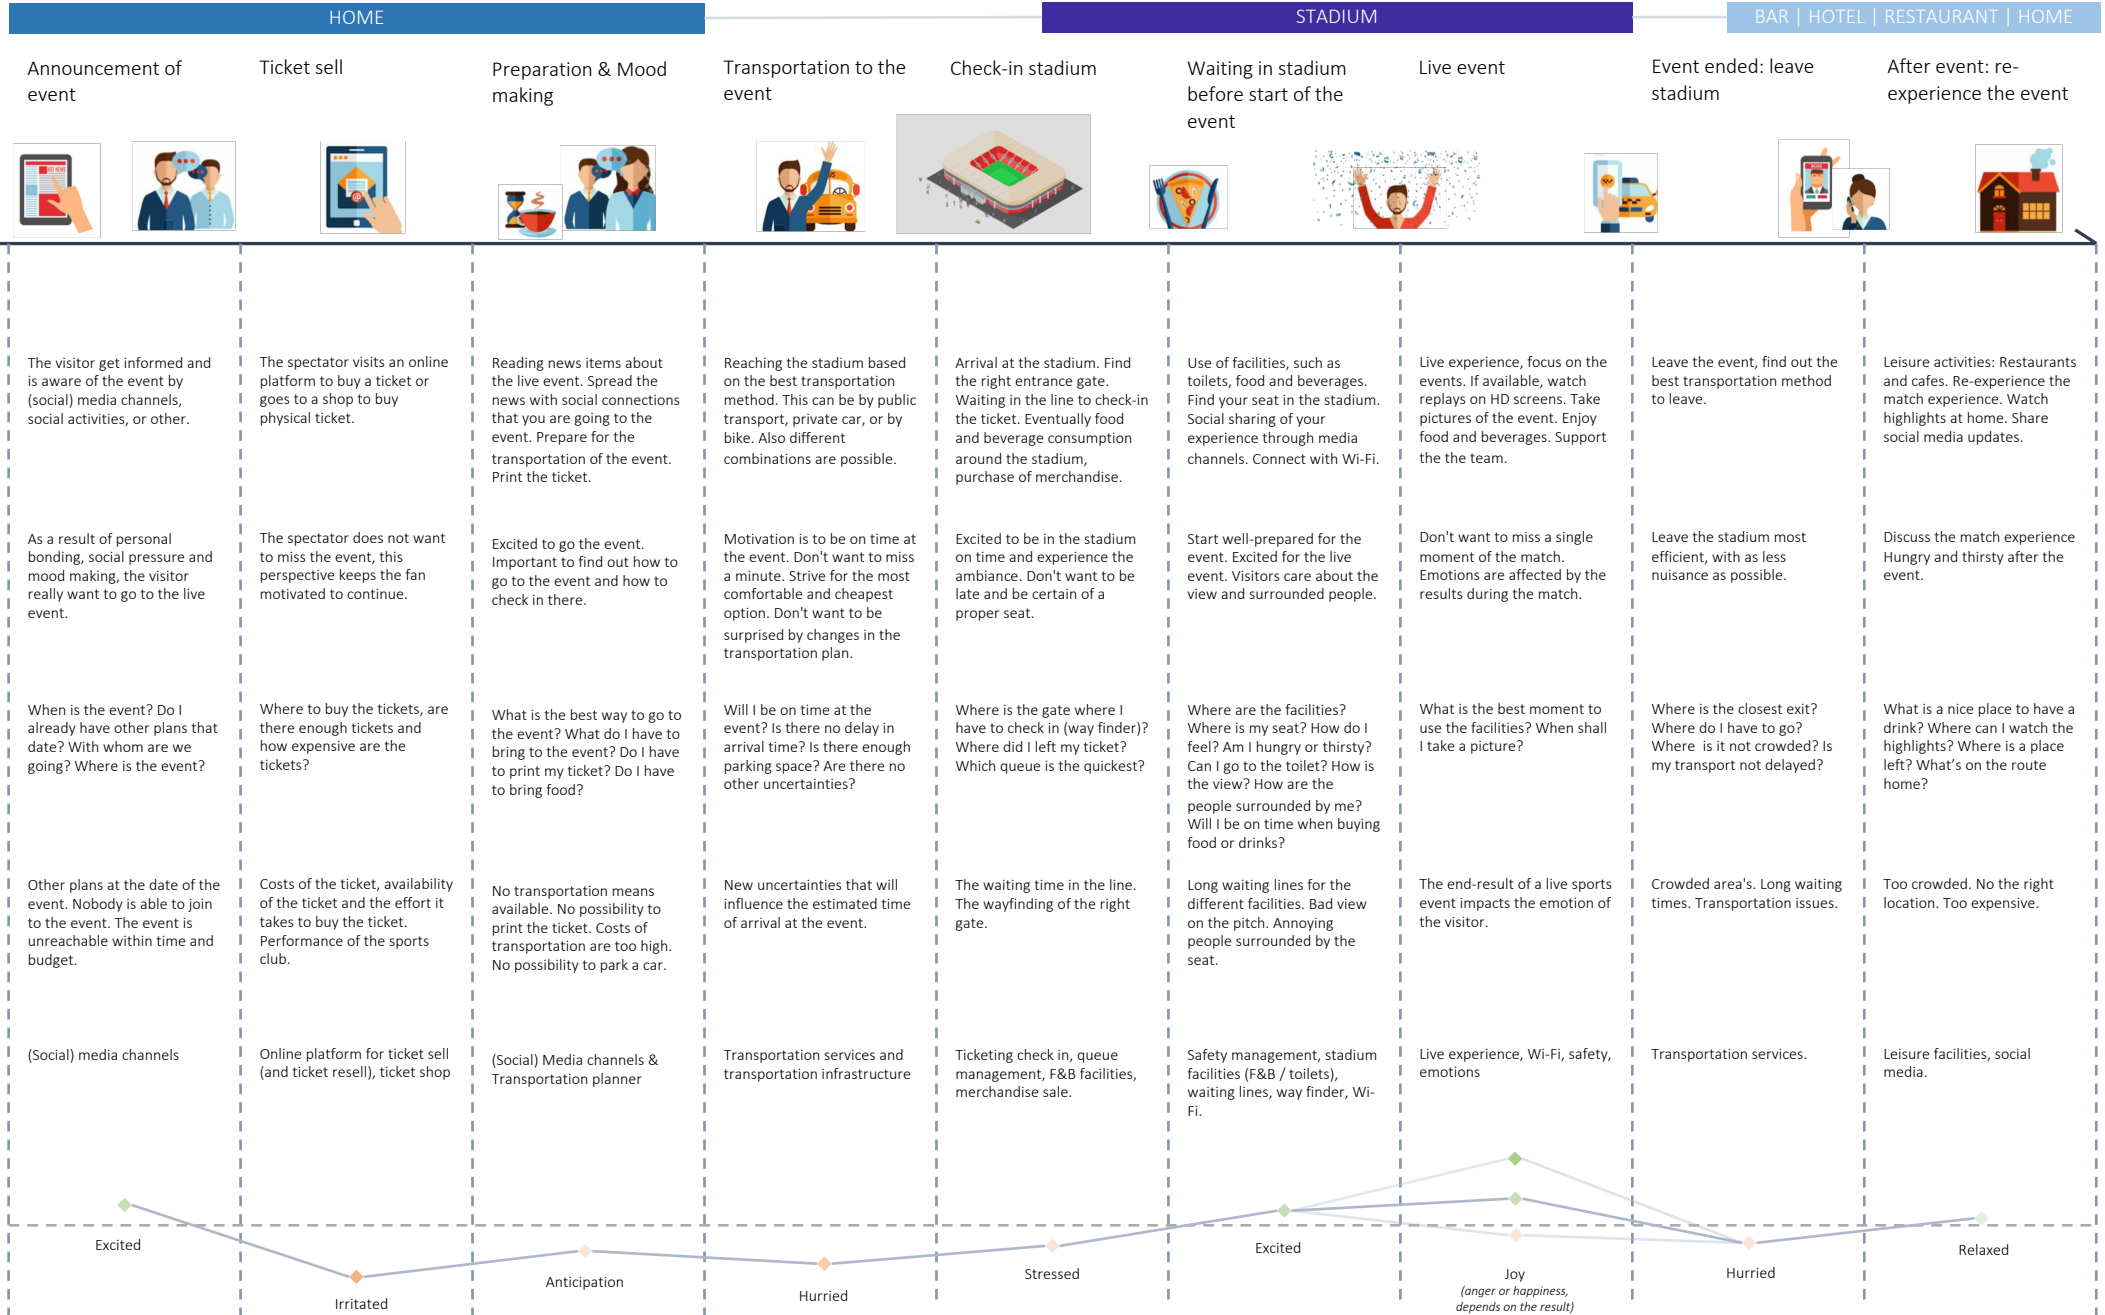 HOME
STADIUM
BAR | HOTEL | RESTAURANT | HOME
Announcement of
event
Ticket sell
Preparation & Mood
making
Transportation to the
event
Check-in stadium
Waiting in stadium
before start of the
event
Live event
Event ended: leave
stadium
After event: re-
experience the event
The visitor get informed and
is aware of the event by
(social) media channels,
social activities, or other.
The spectator visits an online
platform to buy a ticket or
goes to a shop to buy
physical ticket.
Reading news items about
the live event. Spread the
news with social connections
that you are going to the
event. Prepare for the
transportation of the event.
Print the ticket.
Reaching the stadium based
on the best transportation
method. This can be by public
transport, private car, or by
bike. Also different
combinations are possible.
Arrival at the stadium. Find
the right entrance gate.
Waiting in the line to check-in
the ticket. Eventually food
and beverage consumption
around the stadium,
purchase of merchandise.
Use of facilities, such as
toilets, food and beverages.
Find your seat in the stadium.
Social sharing of your
experience through media
channels. Connect with Wi-Fi.
Live experience, focus on the
events. If available, watch
replays on HD screens. Take
pictures of the event. Enjoy
food and beverages. Support
the the team.
Leave the event, find out the
best transportation method
to leave.
Leisure activities: Restaurants
and cafes. Re-experience the
match experience. Watch
highlights at home. Share
social media updates.
As a result of personal
bonding, social pressure and
mood making, the visitor
really want to go to the live
event.
The spectator does not want
to miss the event, this
perspective keeps the fan
motivated to continue.
Excited to go the event.
Important to find out how to
go to the event and how to
check in there.
Motivation is to be on time at
the event. Don't want to miss
a minute. Strive for the most
comfortable and cheapest
option. Don't want to be
surprised by changes in the
transportation plan.
Excited to be in the stadium
on time and experience the
ambiance. Don't want to be
late and be certain of a
proper seat.
Start well-prepared for the
event. Excited for the live
event. Visitors care about the
view and surrounded people.
Don't want to miss a single
moment of the match.
Emotions are affected by the
results during the match.
Leave the stadium most
efficient, with as less
nuisance as possible.
Discuss the match experience
Hungry and thirsty after the
event.
When is the event? Do I
already have other plans that
date? With whom are we
going? Where is the event?
Where to buy the tickets, are
there enough tickets and
how expensive are the
tickets?
What is the best way to go to
the event? What do I have to
bring to the event? Do I have
to print my ticket? Do I have
to bring food?
Will I be on time at the
event? Is there no delay in
arrival time? Is there enough
parking space? Are there no
other uncertainties?
Where is the gate where I
have to check in (way finder)?
Where did I left my ticket?
Which queue is the quickest?
Where are the facilities?
Where is my seat? How do I
feel? Am I hungry or thirsty?
Can I go to the toilet? How is
the view? How are the
people surrounded by me?
Will I be on time when buying
food or drinks?
What is the best moment to
use the facilities? When shall
I take a picture?
Where is the closest exit?
Where do I have to go?
Where is it not crowded? Is
my transport not delayed?
What is a nice place to have a
drink? Where can I watch the
highlights? Where is a place
left? What's on the route
home?
Other plans at the date of the
event. Nobody is able to join
to the event. The event is
unreachable within time and
budget.
Costs of the ticket, availability
of the ticket and the effort it
takes to buy the ticket.
Performance of the sports
club.
No transportation means
available. No possibility to
print the ticket. Costs of
transportation are too high.
No possibility to park a car.
New uncertainties that will
influence the estimated time
of arrival at the event.
The waiting time in the line.
The wayfinding of the right
gate.
Long waiting lines for the
different facilities. Bad view
on the pitch. Annoying
people surrounded by the
seat.
The end-result of a live sports
event impacts the emotion of
the visitor.
Crowded area's. Long waiting
times. Transportation issues.
Too crowded. No the right
location. Too expensive.
(Social) media channels
Online platform for ticket sell
(and ticket resell), ticket shop
(Social) Media channels &
Transportation planner
Transportation services and
transportation infrastructure
Ticketing check in, queue
management, F&B facilities,
merchandise sale.
Safety management, stadium
facilities (F&B / toilets),
waiting lines, way finder, Wi-
Fi.
Live experience, Wi-Fi, safety,
emotions
Transportation services.
Leisure facilities, social
media.
Excited
Irritated
Anticipation
Hurried
Stressed
Excited
Joy
(anger or happiness,
depends on the result)
Hurried
Relaxed